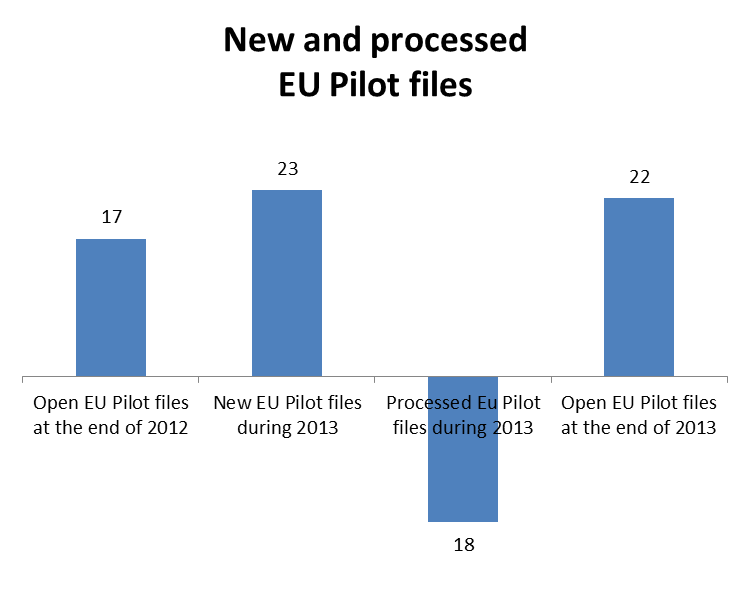 New and processed
EU Pilot files
17
23
22
Open EU Pilot files
at the end of 2012
New EU Pilot files
during 2013
Processed Eu Pilot
files during 2013
Open EU Pilot files
at the end of 2013
18